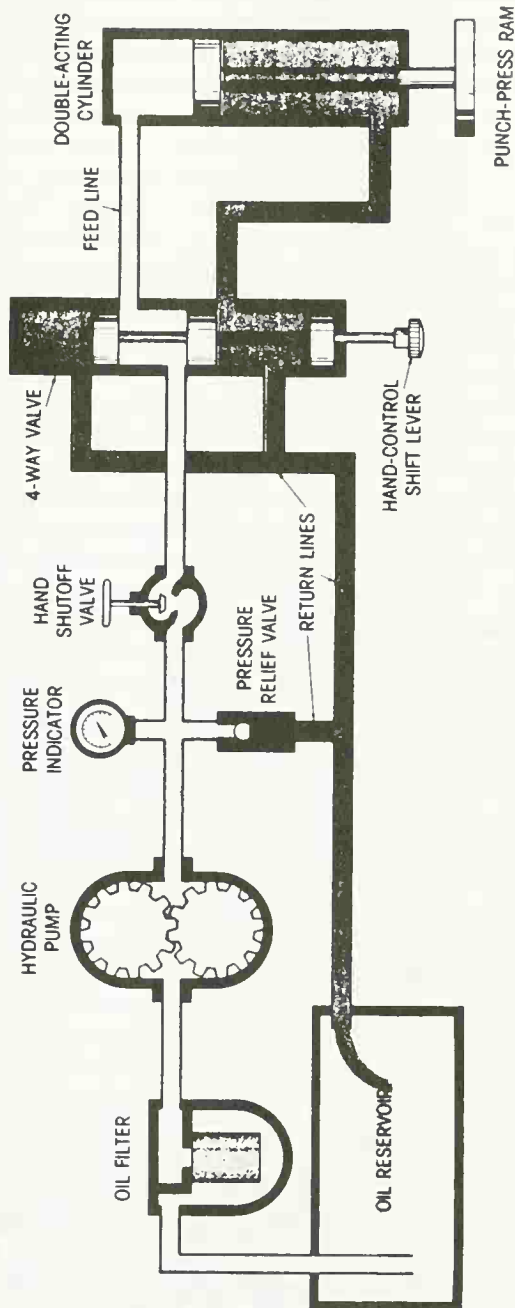 DOUBLE-ACTING
CYLINDER
FEED LINE
4-WAY VALVE
HAND
SHUTOFF
VALVE
PRESSURE
INDICATOR
HYDRAULIC
PUMP
OIL FILTER
PRESSURE
RELIEF VALVE
RETURN LINES
HAND-CONTROL
SHIFT LEVER
PUNCH-PRESS RAM
OIL RESERVOIR